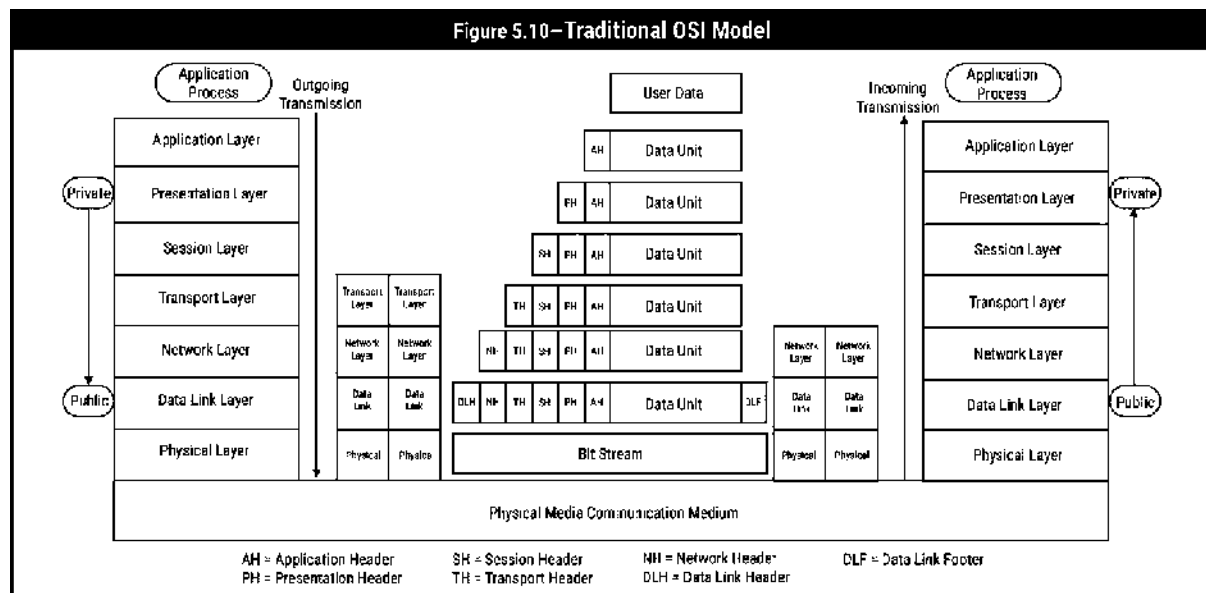 Figure 5.10–Traditional OSI Model
Application
Process
Outgoing
Transmission
User Data
Incoming
Transmission
Application
Process
Application Layer
AH Data Unit
Application Layer
Private
Presentation Layer
PH AH Data Unit
Presentation Layer
Private
Session Layer
SH PH AH Data Unit
Session Layer
Transport Layer
Transport
Layer
Transport
Layer
TH SH PH AH Data Unit
Transport Layer
Network Layer
Network
Layer
Network
Layer
NH TH SH PH AH Data Unit
Network
Layer
Network
Layer
Network Layer
Public
Data Link Layer
Data
Link
Data
Link
DLH NH TH SH PH AH Data Unit DLF
Data
Link
Data
Link
Data Link Layer
Public
Physical Layer
Physical
Physical
Bit Stream
Physical
Physical
Physical Layer
Physical Media Communication Medium
AH = Application Header
SH = Session Header
NH = Network Header
DLF = Data Link Footer
PH = Presentation Header
TH = Transport Header
DLH = Data Link Header